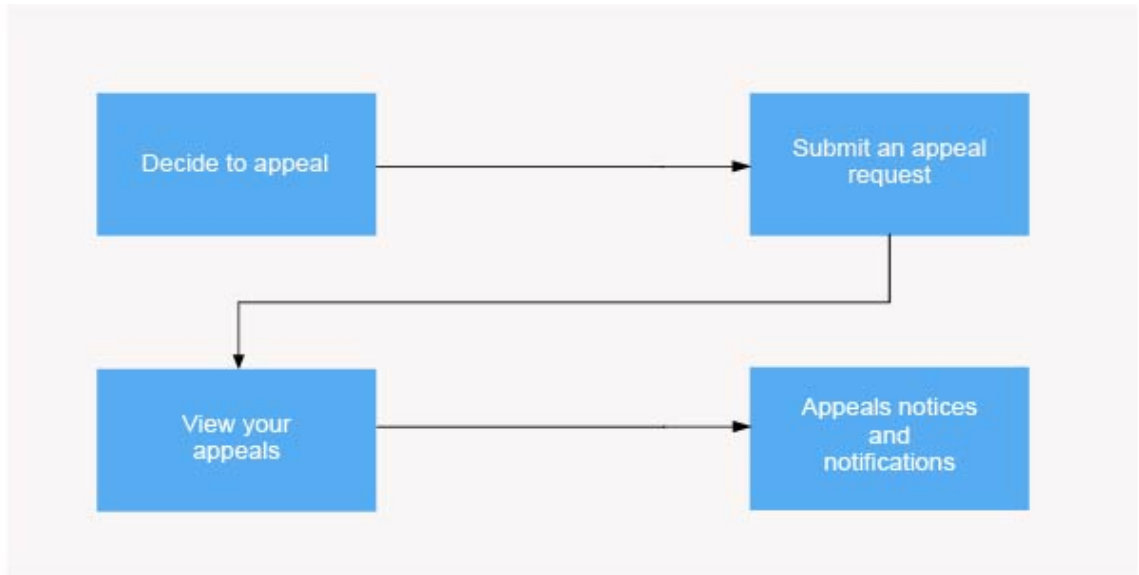 Decide to appeal
Submit an appeal
request
View your
appeals
Appeals notices
and
notifications